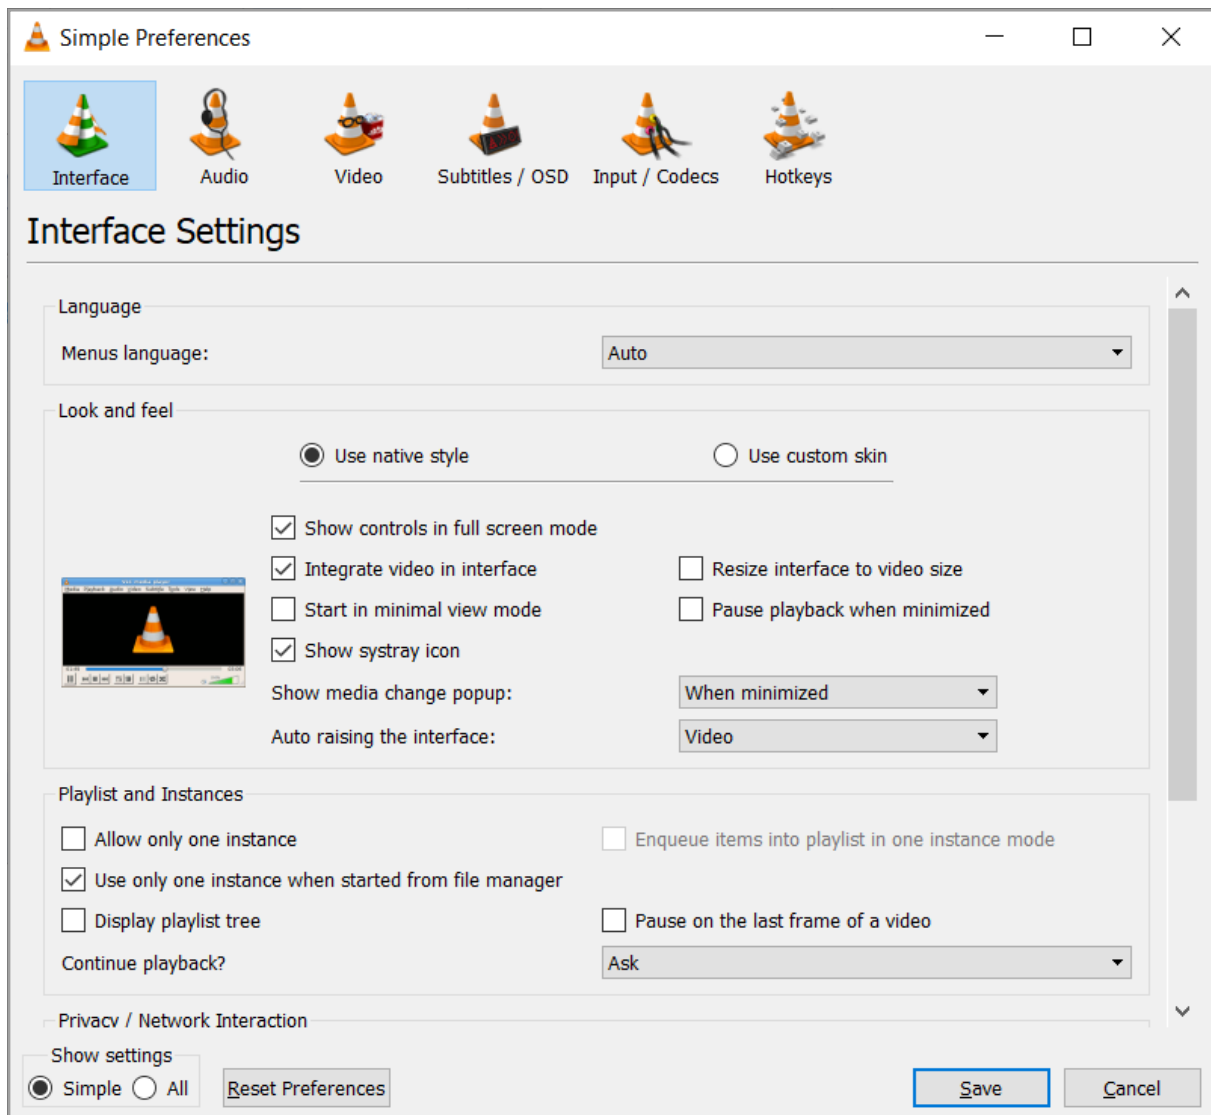 Simple Preferences
Interface
Audio
Video
Subtitles / OSD
Input / Codecs
Hotkeys
Interface Settings
Language
Menus language:
Auto
Look and feel
Use native style
Use custom skin
Show controls in full screen mode
Integrate video in interface
Resize interface to video size
Start in minimal view mode
Pause playback when minimized
Show systray icon
Show media change popup:
When minimized
Auto raising the interface:
Video
Playlist and Instances
Allow only one instance
Enqueue items into playlist in one instance mode
Use only one instance when started from file manager
Display playlist tree
Pause on the last frame of a video
Continue playback?
Ask
Privacy / Network Interaction
Show settings
Simple
All
Reset Preferences
Save
Cancel